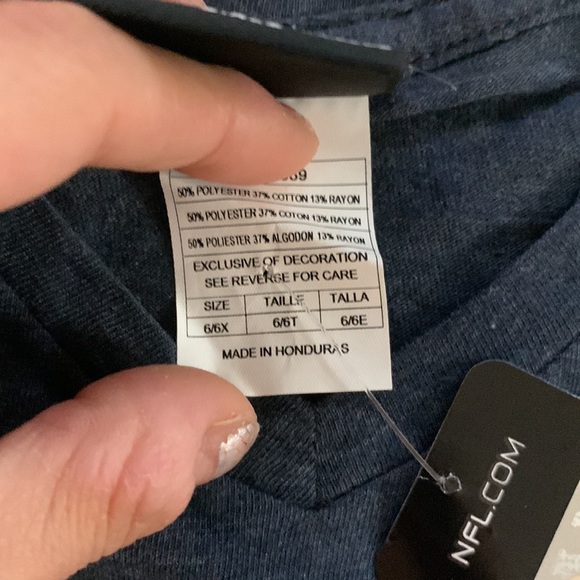 69
50% POLYESTER 37% COTTON 13% RAYON
50% POLYESTER 37% COTON 13% RAYON
50% POLIESTER 37% ALGODON 13% RAYON
EXCLUSIVE OF DECORATION
SEE REVERSE FOR CARE
SIZE TAILLE TALLA
6/6X 6/6T 6/6E
MADE IN HONDURAS
NFL.COM